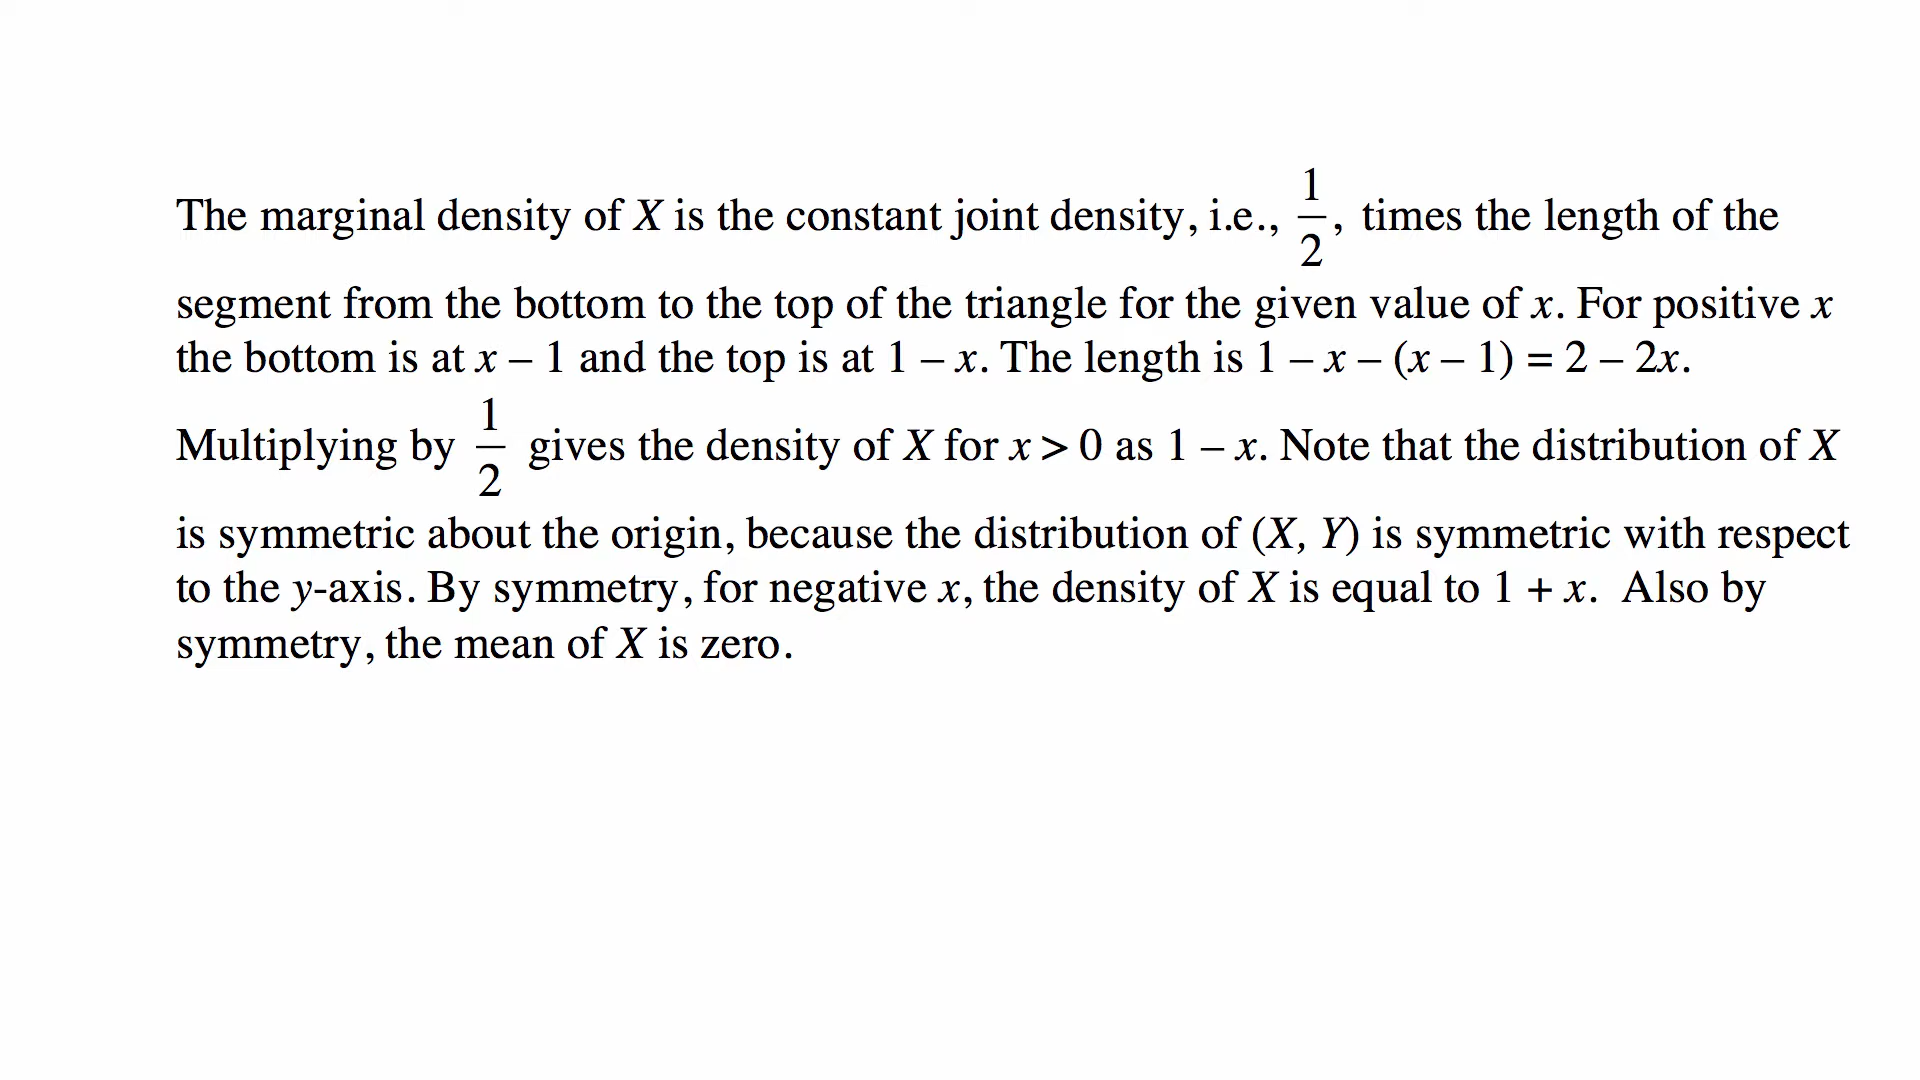 The marginal density of X is the constant joint density, i.e., 1/2, times the length of the
segment from the bottom to the top of the triangle for the given value of x. For positive x
the bottom is at x – 1 and the top is at 1 – x. The length is 1 – x – (x – 1) = 2 – 2x.
Multiplying by 1/2 gives the density of X for x > 0 as 1 – x. Note that the distribution of X
is symmetric about the origin, because the distribution of (X, Y) is symmetric with respect
to the y-axis. By symmetry, for negative x, the density of X is equal to 1 + x. Also by
symmetry, the mean of X is zero.